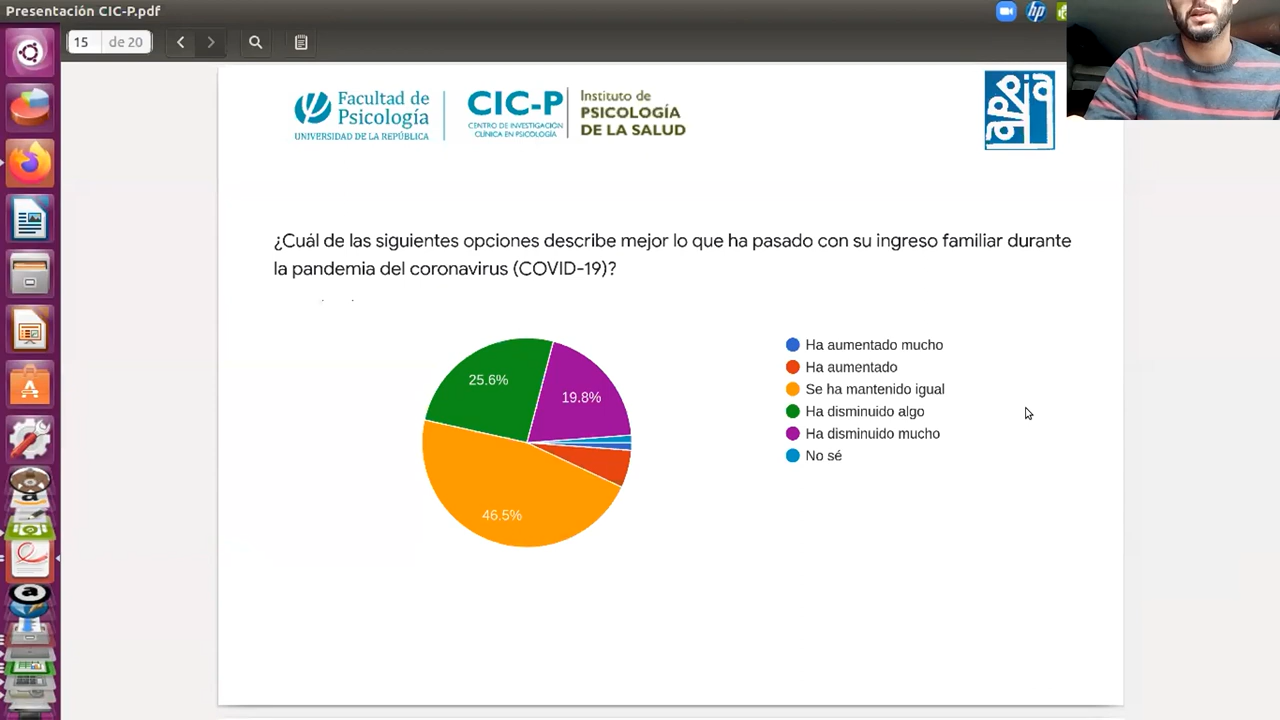 Presentación CIC-P.pdf
15 de 20
Facultad de
Psicología
UNIVERSIDAD DE LA REPÚBLICA
CIC-P
CENTRO DE INVESTIGACIÓN
CLÍNICA EN PSICOLOGÍA
Instituto de
PSICOLOGÍA
DE LA SALUD
appia
hp
¿Cuál de las siguientes opciones describe mejor lo que ha pasado con su ingreso familiar durante
la pandemia del coronavirus (COVID-19)?
25.6%
19.8%
46.5%
Ha aumentado mucho
Ha aumentado
Se ha mantenido igual
Ha disminuido algo
Ha disminuido mucho
No sé